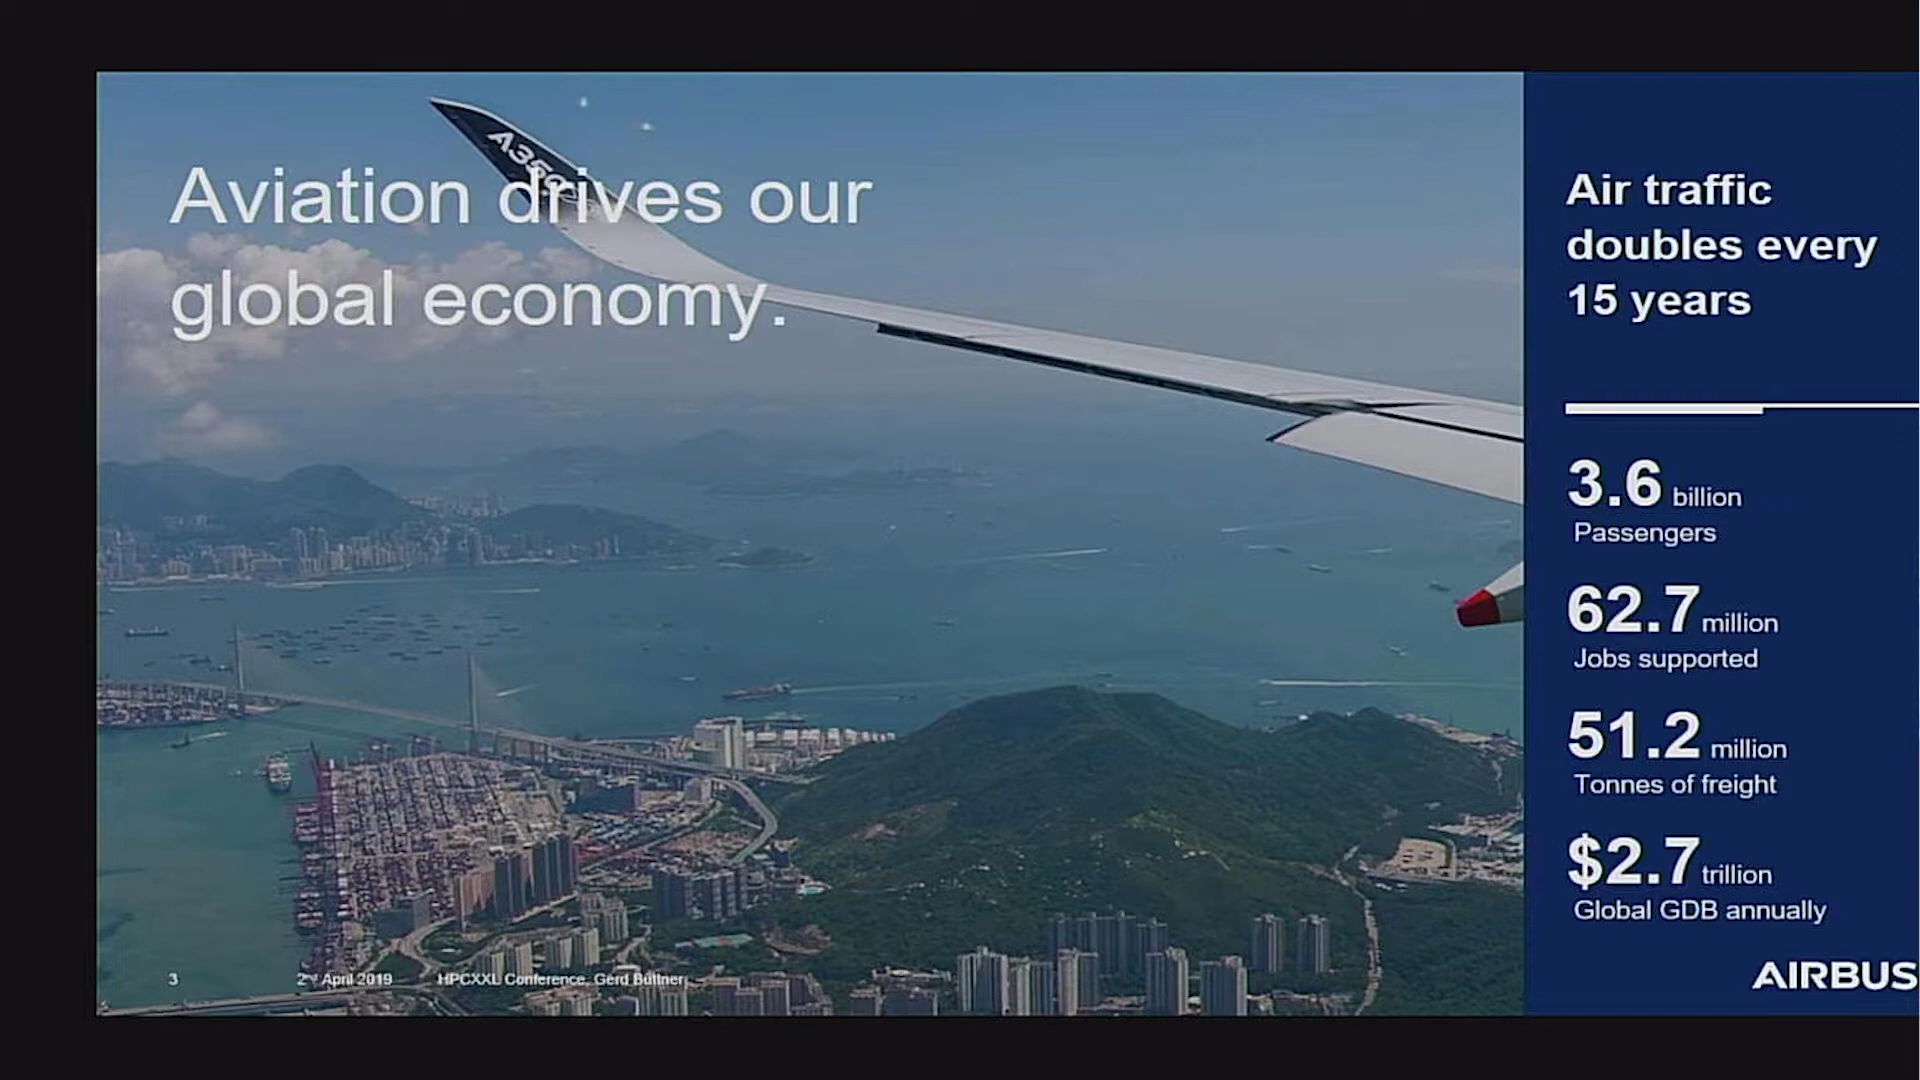 A350
Aviation drives our
global economy.
Air traffic
doubles every
15 years
3.6 billion
Passengers
62.7 million
Jobs supported
51.2 million
Tonnes of freight
$2.7 trillion
Global GDB annually
3 2nd April 2019 HPCXXL Conference, Gerd Büttner
AIRBUS